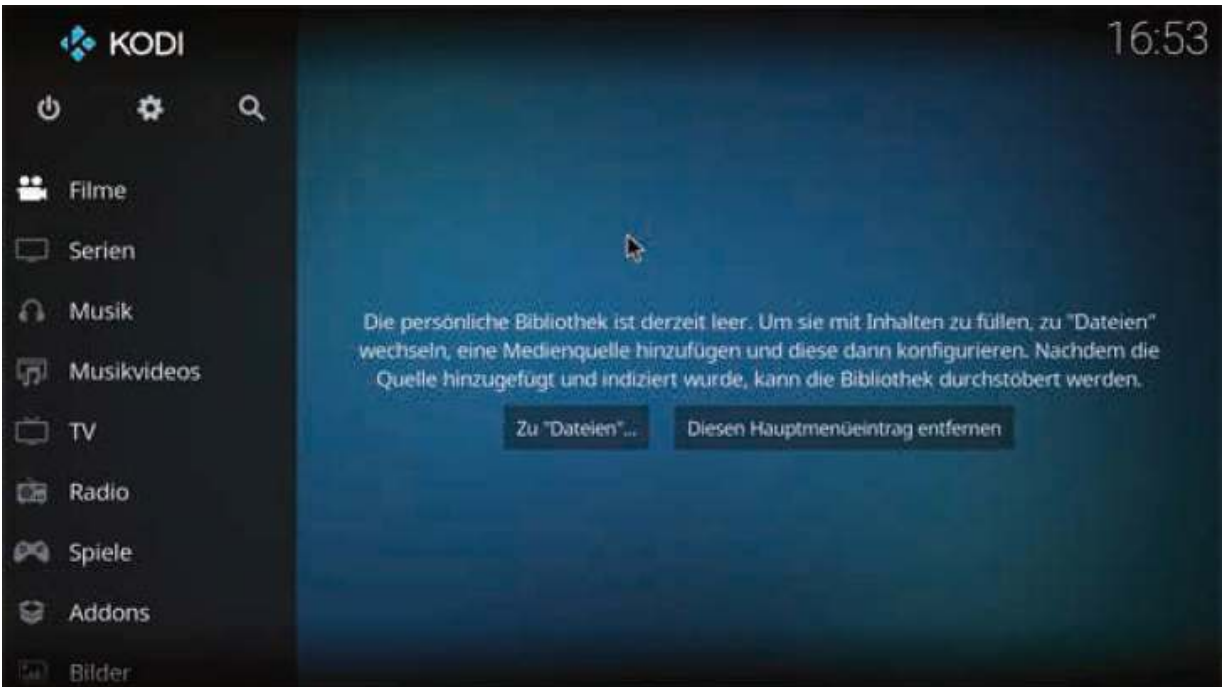 KODI
16:53
Filme
Serien
Musik
Musikvideos
TV
Radio
Spiele
Addons
Bilder
Die persönliche Bibliothek ist derzeit leer. Um sie mit Inhalten zu füllen, zu "Dateien"
wechseln, eine Medienquelle hinzufügen und diese dann konfigurieren. Nachdem die
Quelle hinzugefügt und indiziert wurde, kann die Bibliothek durchstöbert werden.
Zu "Dateien"...
Diesen Hauptmenüeintrag entfernen